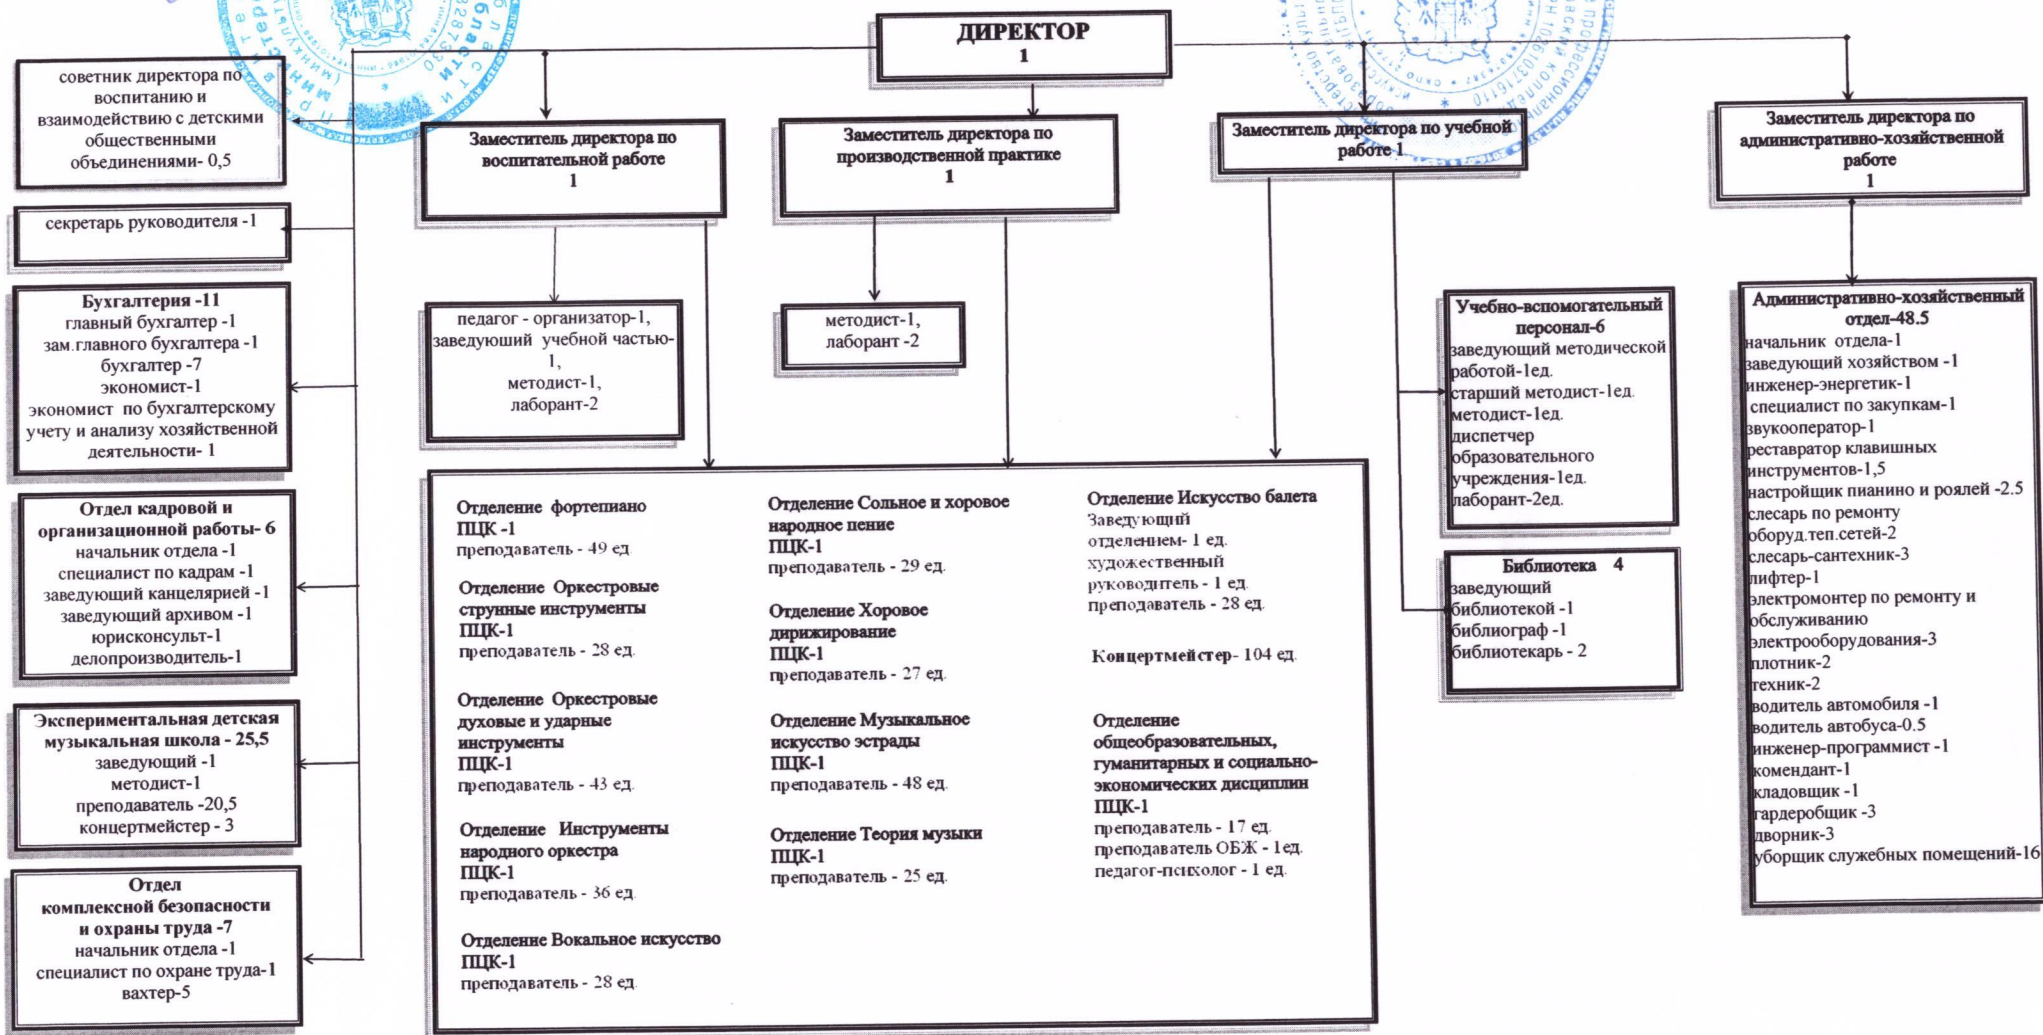 ДИРЕКТОР
1
советник директора по
воспитанию и
взаимодействию с детскими
общественными
объединениями- 0,5
секретарь руководителя -1
Бухгалтерия -11
главный бухгалтер -1
зам.главного бухгалтера -1
бухгалтер -7
экономист-1
экономист по бухгалтерскому
учету и анализу хозяйственной
деятельности- 1
Отдел кадровой и
организационной работы- 6
начальник отдела -1
специалист по кадрам -1
заведующий канцелярией -1
заведующий архивом -1
юрисконсульт-1
делопроизводитель-1
Экспериментальная детская
музыкальная школа - 25,5
заведующий -1
методист-1
преподаватель -20,5
концертмейстер - 3
Отдел
комплексной безопасности
и охраны труда -7
начальник отдела -1
специалист по охране труда-1
вахтер-5
Заместитель директора по
воспитательной работе
1
педагог - организатор-1,
заведуюший учебной частью-
1,
методист-1,
лаборант-2
Заместитель директора по
производственной практике
1
методист-1,
лаборант -2
Заместитель директора по учебной
работе 1
Заместитель директора по
административно-хозяйственной
работе
1
Отделение фортепиано
ПЦК -1
преподаватель - 49 ед.
Отделение Оркестровые
струнные инструменты
ПЦК-1
преподаватель - 28 ед.
Отделение Оркестровые
духовые и ударные
инструменты
ПЦК-1
преподаватель - 43 ед.
Отделение Инструменты
народного оркестра
ПЦК-1
преподаватель - 36 ед.
Отделение Вокальное искусство
ПЦК-1
преподаватель - 28 ед.
Отделение Сольное и хоровое
народное пение
ПЦК-1
преподаватель - 29 ед.
Отделение Хоровое
дирижирование
ПЦК-1
преподаватель - 27 ед.
Отделение Музыкальное
искусство эстрады
ПЦК-1
преподаватель - 48 ед.
Отделение Теория музыки
ПЦК-1
преподаватель - 25 ед.
Отделение Искусство балета
Заведующий
отделением- 1 ед.
художественный
руководитель - 1 ед.
преподаватель - 28 ед.
Концертмейстер- 104 ед.
Отделение
общеобразовательных,
гуманитарных и социально-
экономических дисциплин
ПЦК-1
преподаватель - 17 ед.
преподаватель ОБЖ - 1ед.
педагог-психолог - 1 ед.
Учебно-вспомогательный
персонал-6
заведующий методической
работой-1ед.
старший методист-1ед.
методист-1ед.
диспетчер
образовательного
учреждения-1ед.
лаборант-2ед.
Библиотека 4
заведующий
библиотекой -1
библиограф -1
библиотекарь - 2
Административно-хозяйственный
отдел-48.5
начальник отдела-1
заведующий хозяйством -1
инженер-энергетик-1
специалист по закупкам-1
звукооператор-1
реставратор клавишных
инструментов-1,5
настройщик пианино и роялей -2.5
слесарь по ремонту
оборуд.теп.сетей-2
слесарь-сантехник-3
лифтер-1
электромонтер по ремонту и
обслуживанию
электрооборудования-3
плотник-2
техник-2
водитель автомобиля -1
водитель автобуса-0.5
инженер-программист -1
комендант-1
кладовщик -1
гардеробщик -3
дворник-3
уборщик служебных помещений-16